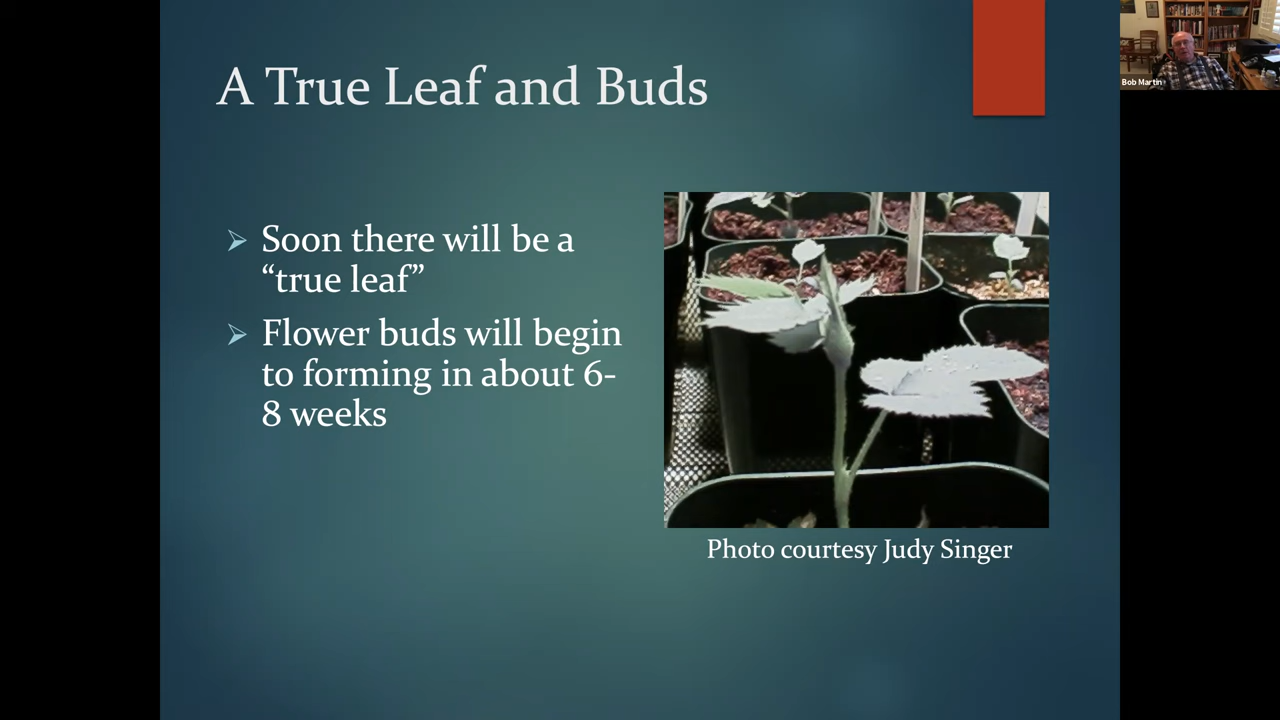 A True Leaf and Buds
Soon there will be a
“true leaf”
Flower buds will begin
to forming in about 6-
8 weeks
Photo courtesy Judy Singer
Bob Martin